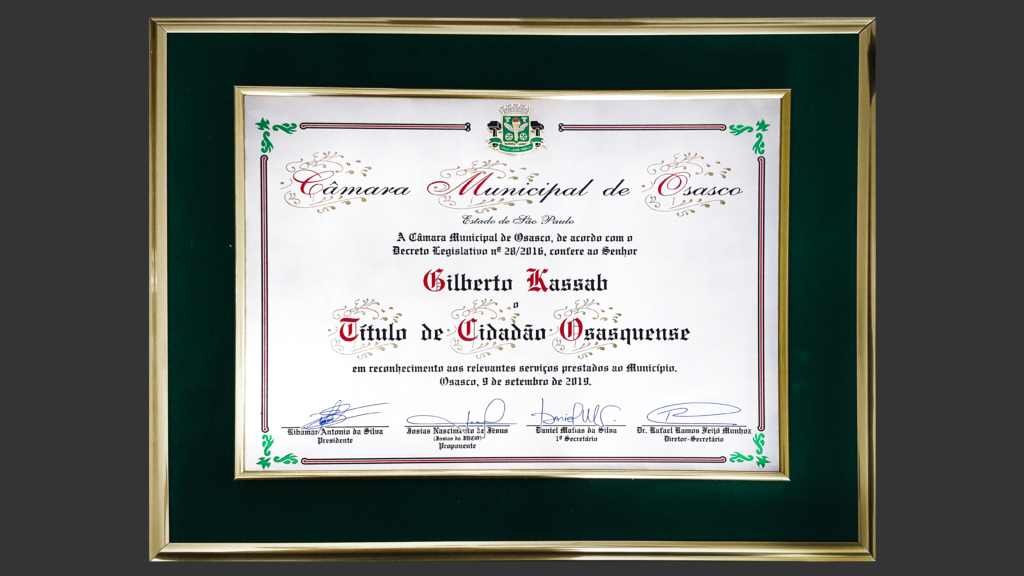 Câmara Municipal de Osasco
Estado de São Paulo
A Câmara Municipal de Osasco, de acordo com o
Decreto Legislativo nº 28/2016, confere ao Senhor
Gilberto Kassab
o
Título de Cidadão Osasquense
em reconhecimento aos relevantes serviços prestados ao Município.
Osasco, 9 de setembro de 2019.
Ribamar Antonio da Silva
Presidente
Josias Nascimento de Jesus
(Josias da JUCO)
Proponente
Daniel Matias da Silva
1º Secretário
Dr. Rafael Ramos Feijó Munhoz
Diretor-Secretário